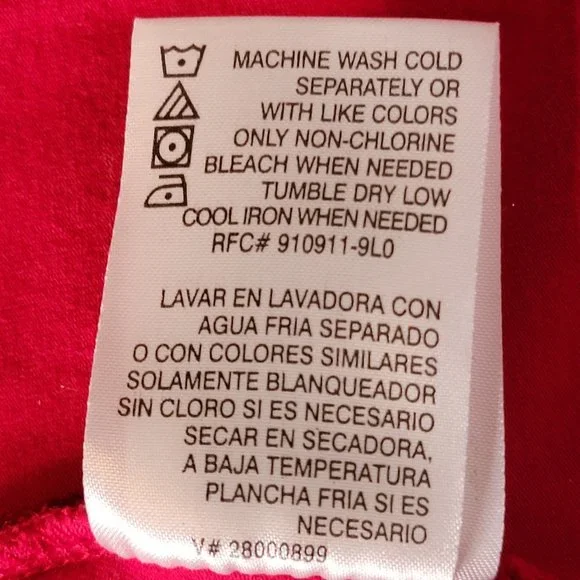 MACHINE WASH COLD
SEPARATELY OR
WITH LIKE COLORS
ONLY NON-CHLORINE
BLEACH WHEN NEEDED
TUMBLE DRY LOW
COOL IRON WHEN NEEDED
RFC# 910911-9L0
LAVAR EN LAVADORA CON
AGUA FRIA SEPARADO
O CON COLORES SIMILARES
SOLAMENTE BLANQUEADOR
SIN CLORO SI ES NECESARIO
SECAR EN SECADORA,
A BAJA TEMPERATURA
PLANCHA FRIA SI ES
NECESARIO
V# 28000899